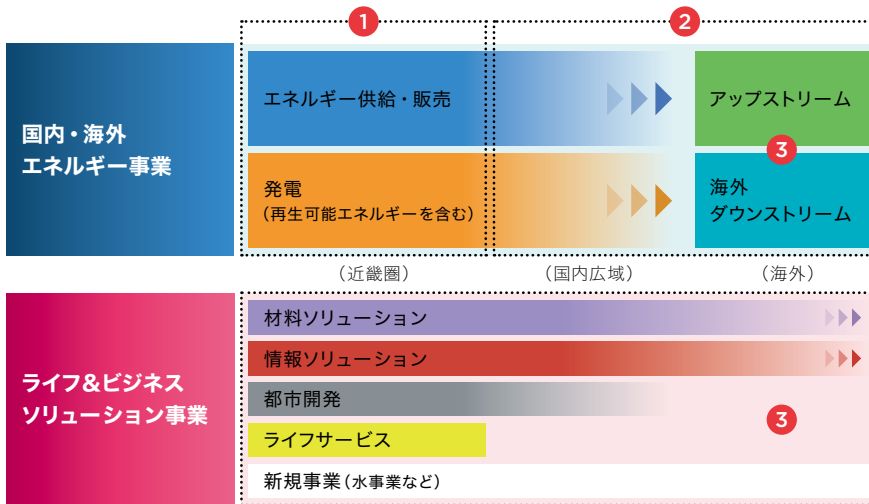 1
2
国内・海外
エネルギー事業
エネルギー供給・販売
アップストリーム
3
発電
(再生可能エネルギーを含む)
海外
ダウンストリーム
(近畿圏)
(国内広域)
(海外)
ライフ&ビジネス
ソリューション事業
材料ソリューション
情報ソリューション
都市開発
3
ライフサービス
新規事業(水事業など)